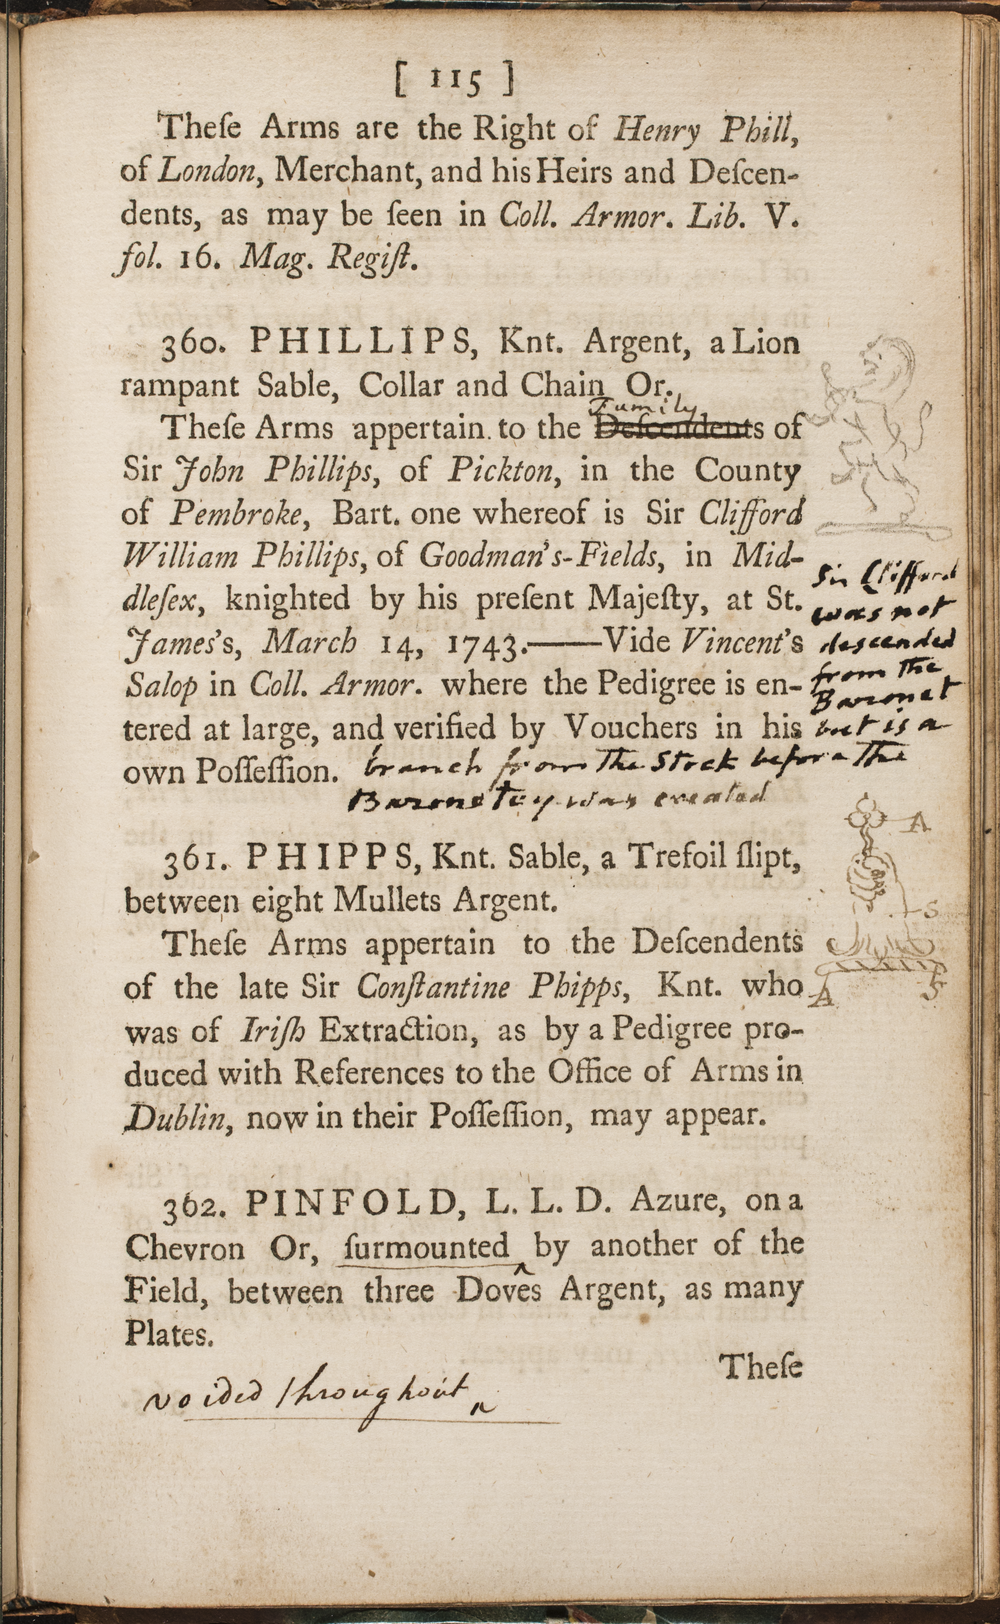 [ 115 ]
Theſe Arms are the Right of Henry Phill,
of London, Merchant, and his Heirs and Deſcen-
dents, as may be ſeen in Coll. Armor. Lib. V.
fol. 16. Mag. Regiſt.
360. PHILLIPS, Knt. Argent, a Lion
rampant Sable, Collar and Chain Or.
Family
Theſe Arms appertain to the Deſcendents of
Sir John Phillips, of Pickton, in the County
of Pembroke, Bart. one whereof is Sir Clifford
William Phillips, of Goodman's-Fields, in Mid-
dleſex, knighted by his preſent Majeſty, at St.
James's, March 14, 1743.——Vide Vincent's
Salop in Coll. Armor. where the Pedigree is en-
tered at large, and verified by Vouchers in his
own Poſſeſſion.
Sir Clifford
was not
descended
from the
Baronet
but is a
branch from the Stock before the
Baronetcy was created
361. PHIPPS, Knt. Sable, a Trefoil ſlipt,
between eight Mullets Argent.
Theſe Arms appertain to the Deſcendents
of the late Sir Conſtantine Phipps, Knt. who
was of Iriſh Extraction, as by a Pedigree pro-
duced with References to the Office of Arms in
Dublin, now in their Poſſeſſion, may appear.
A
S
A
S
362. PINFOLD, L. L. D. Azure, on a
Chevron Or, ſurmounted ‸ by another of the
Field, between three Doves Argent, as many
Plates.
Theſe
voided throughout ‸